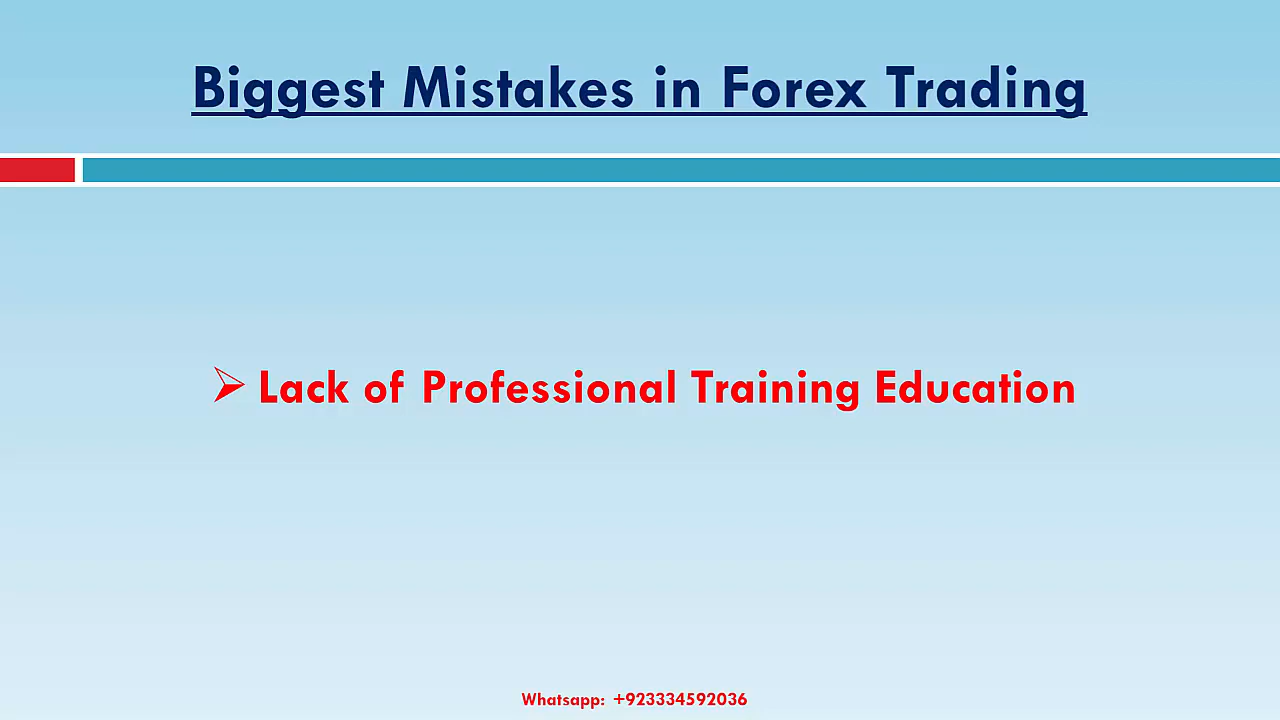 Biggest Mistakes in Forex Trading
➢ Lack of Professional Training Education
Whatsapp: +923334592036